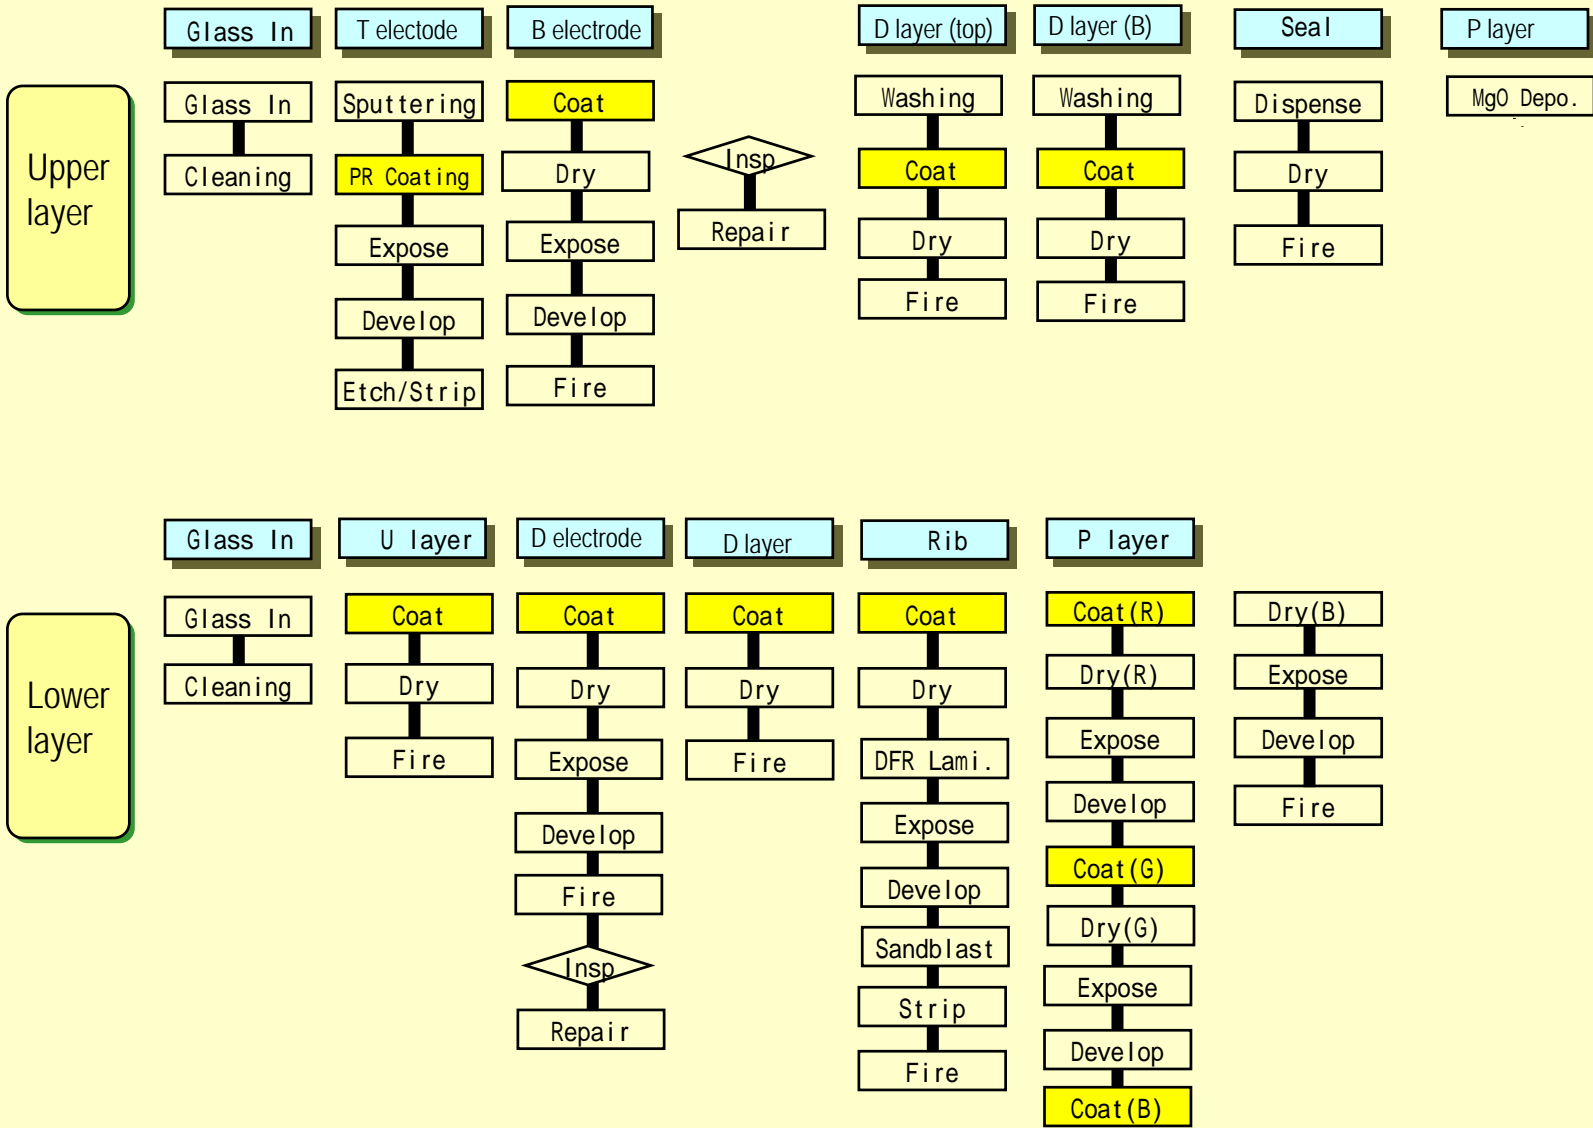 Glass In
T electode
B electrode
D layer (top)
D layer (B)
Seal
P layer
Upper
layer
Glass In
Cleaning
Sputtering
PR Coating
Expose
Develop
Etch/Strip
Coat
Dry
Expose
Develop
Fire
Insp
Repair
Washing
Coat
Dry
Fire
Washing
Coat
Dry
Fire
Dispense
Dry
Fire
MgO Depo.
Glass In
U layer
D electrode
D layer
Rib
P layer
Lower
layer
Glass In
Cleaning
Coat
Dry
Fire
Coat
Dry
Expose
Develop
Fire
Insp
Repair
Coat
Dry
Fire
Coat
Dry
DFR Lami.
Expose
Develop
Sandblast
Strip
Fire
Coat(R)
Dry(R)
Expose
Develop
Coat(G)
Dry(G)
Expose
Develop
Coat(B)
Dry(B)
Expose
Develop
Fire